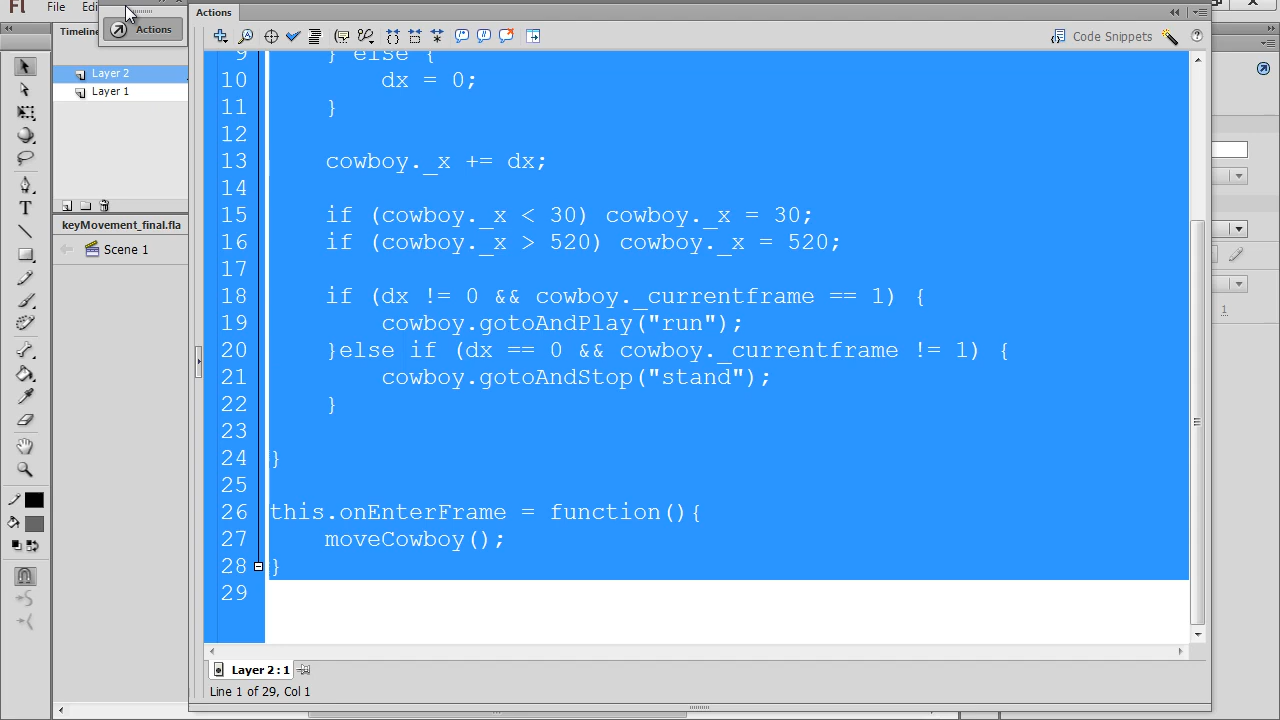 Fl File Edi
Timeline
Actions
Layer 2
Layer 1
keyMovement_final.fla
Scene 1
Actions
Code Snippets
9 } else {
10 dx = 0;
11 }
12
13 cowboy._x += dx;
14
15 if (cowboy._x < 30) cowboy._x = 30;
16 if (cowboy._x > 520) cowboy._x = 520;
17
18 if (dx != 0 && cowboy._currentframe == 1) {
19 cowboy.gotoAndPlay("run");
20 }else if (dx == 0 && cowboy._currentframe != 1) {
21 cowboy.gotoAndStop("stand");
22 }
23
24 }
25
26 this.onEnterFrame = function(){
27 moveCowboy();
28 }
29
Layer 2 : 1
Line 1 of 29, Col 1
1